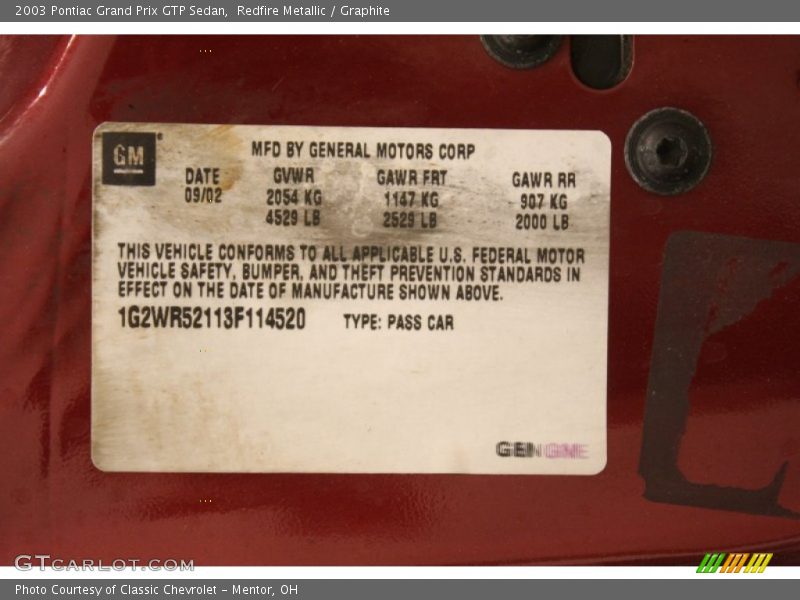 2003 Pontiac Grand Prix GTP Sedan,  Redfire Metallic / Graphite
GM
MFD BY GENERAL MOTORS CORP
DATE GVWR GAWR FRT GAWR RR
09/02 2054 KG 1147 KG 907 KG
4529 LB 2529 LB 2000 LB
THIS VEHICLE CONFORMS TO ALL APPLICABLE U.S. FEDERAL MOTOR
VEHICLE SAFETY, BUMPER, AND THEFT PREVENTION STANDARDS IN
EFFECT ON THE DATE OF MANUFACTURE SHOWN ABOVE.
1G2WR52113F114520 TYPE: PASS CAR
GTCARLOT.COM
Photo Courtesy of Classic Chevrolet - Mentor, OH